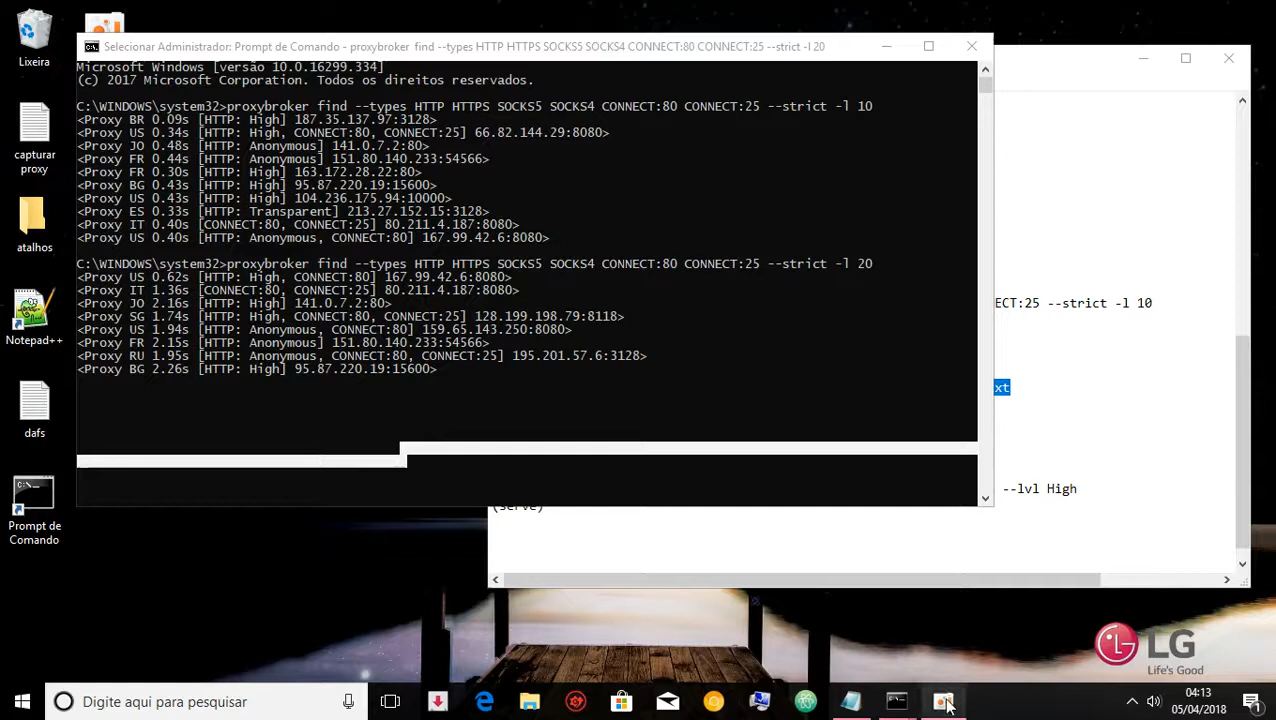 Selecionar Administrador: Prompt de Comando - proxybroker find --types HTTP HTTPS SOCKS5 SOCKS4 CONNECT:80 CONNECT:25 --strict -l 20
Microsoft Windows [versão 10.0.16299.334]
(c) 2017 Microsoft Corporation. Todos os direitos reservados.
C:\WINDOWS\system32>proxybroker find --types HTTP HTTPS SOCKS5 SOCKS4 CONNECT:80 CONNECT:25 --strict -l 10
<Proxy BR 0.09s [HTTP: High] 187.35.137.97:3128>
<Proxy US 0.34s [HTTP: High, CONNECT:80, CONNECT:25] 66.82.144.29:8080>
<Proxy JO 0.48s [HTTP: Anonymous] 141.0.7.2:80>
<Proxy FR 0.44s [HTTP: Anonymous] 151.80.140.233:54566>
<Proxy FR 0.30s [HTTP: High] 163.172.28.22:80>
<Proxy BG 0.43s [HTTP: High] 95.87.220.19:15600>
<Proxy US 0.43s [HTTP: High] 104.236.175.94:10000>
<Proxy ES 0.33s [HTTP: Transparent] 213.27.152.15:3128>
<Proxy IT 0.40s [CONNECT:80, CONNECT:25] 80.211.4.187:8080>
<Proxy US 0.40s [HTTP: Anonymous, CONNECT:80] 167.99.42.6:8080>
C:\WINDOWS\system32>proxybroker find --types HTTP HTTPS SOCKS5 SOCKS4 CONNECT:80 CONNECT:25 --strict -l 20
<Proxy US 0.62s [HTTP: High, CONNECT:80] 167.99.42.6:8080>
<Proxy IT 1.36s [CONNECT:80, CONNECT:25] 80.211.4.187:8080>
<Proxy JO 2.16s [HTTP: High] 141.0.7.2:80>
<Proxy SG 1.74s [HTTP: High, CONNECT:80, CONNECT:25] 128.199.198.79:8118>
<Proxy US 1.94s [HTTP: Anonymous, CONNECT:80] 159.65.143.250:8080>
<Proxy FR 2.15s [HTTP: Anonymous] 151.80.140.233:54566>
<Proxy RU 1.95s [HTTP: Anonymous, CONNECT:80, CONNECT:25] 195.201.57.6:3128>
<Proxy BG 2.26s [HTTP: High] 95.87.220.19:15600>
ECT:25 --strict -l 10
xt
--lvl High
(serve)
Lixeira
capturar
proxy
atalhos
Notepad++
dafs
Prompt de
Comando
LG
Life's Good
Digite aqui para pesquisar
04:13
05/04/2018
1